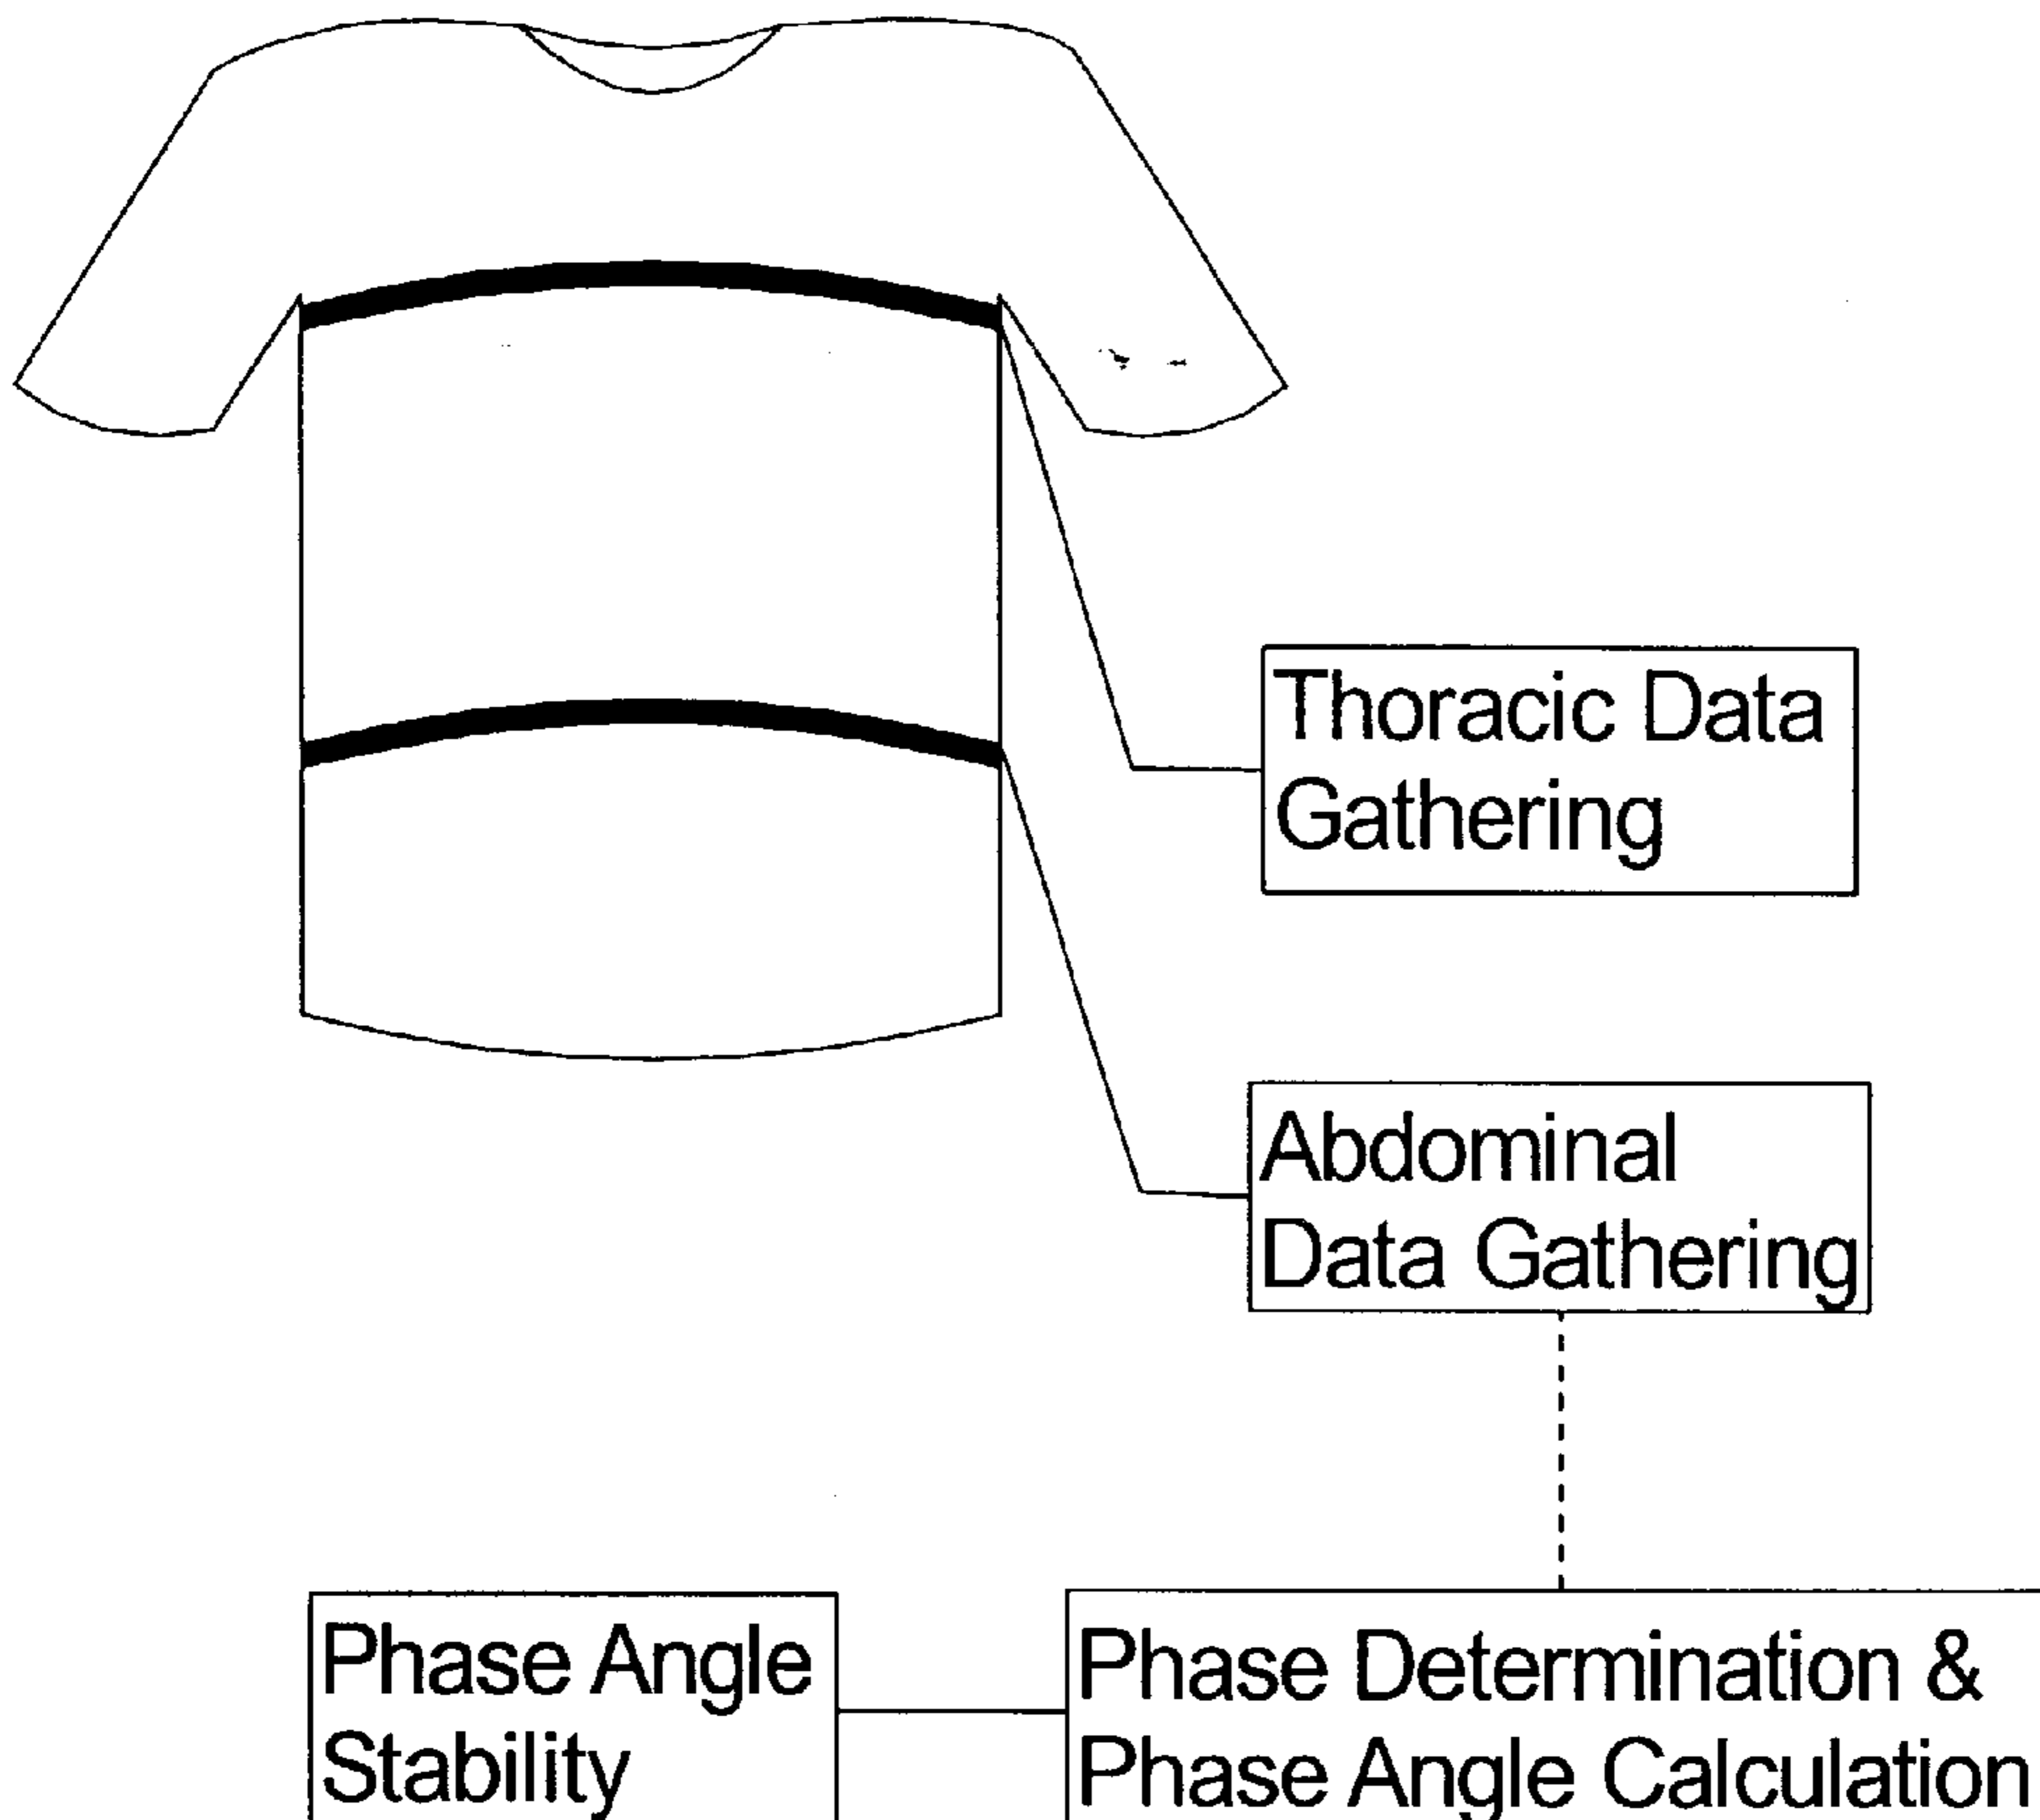 Thoracic Data
Gathering
Abdominal
Data Gathering
Phase Angle
Stability
Phase Determination &
Phase Angle Calculation